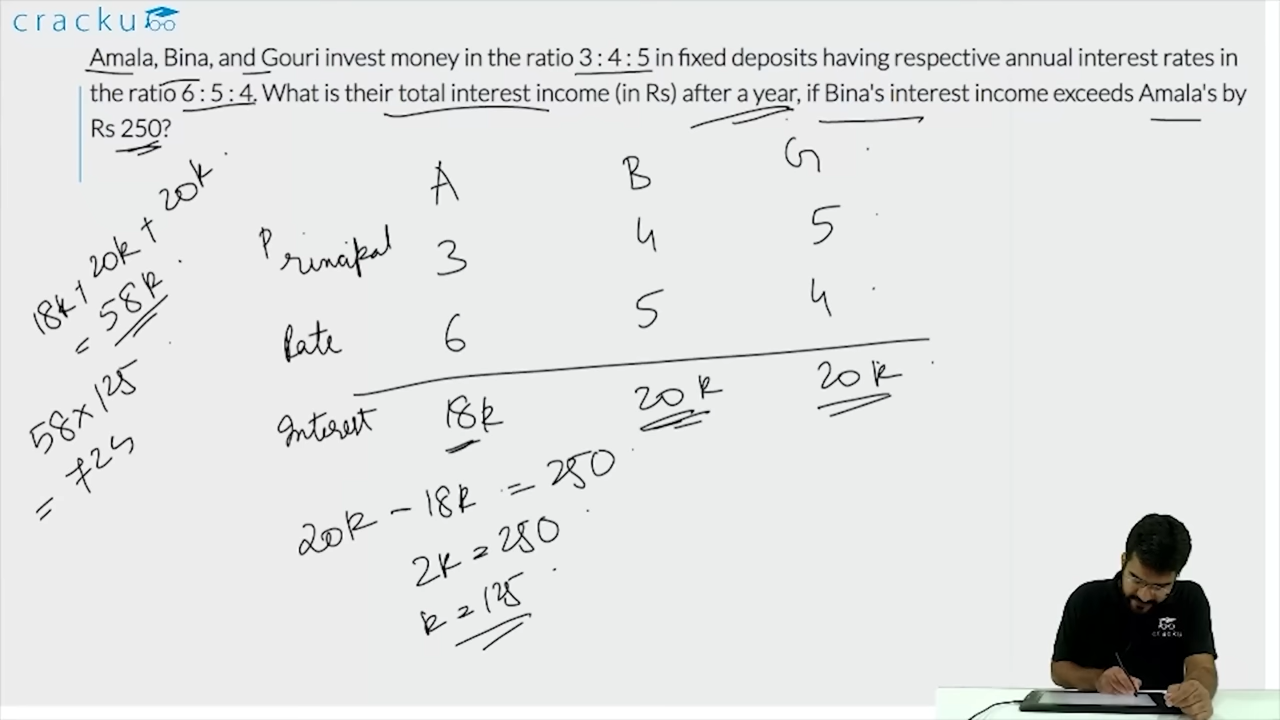 cracku
Amala, Bina, and Gouri invest money in the ratio 3 : 4 : 5 in fixed deposits having respective annual interest rates in
the ratio 6 : 5 : 4. What is their total interest income (in Rs) after a year, if Bina's interest income exceeds Amala's by
Rs 250?
A B G
Principal 3 4 5
Rate 6 5 4
Interest 18k 20k 20k
20k - 18k = 250
2k = 250
k = 125
18k + 20k + 20k
= 58k
58 x 125
= 725
cracku